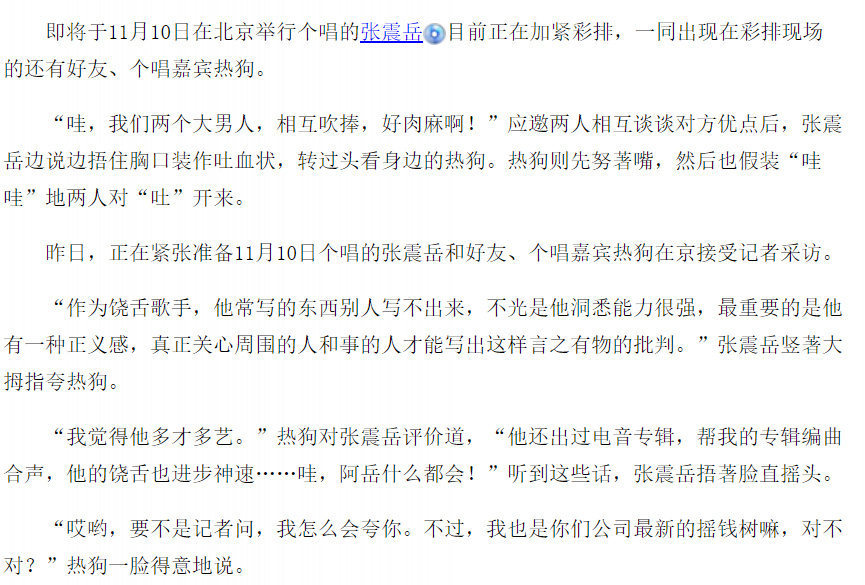 即将于11月10日在北京举行个唱的张震岳目前正在加紧彩排，一同出现在彩排现场
的还有好友、个唱嘉宾热狗。
“哇，我们两个大男人，相互吹捧，好肉麻啊！”应邀两人相互谈谈对方优点后，张震
岳边说边捂住胸口装作吐血状，转过头看身边的热狗。热狗则先努著嘴，然后也假装“哇
哇”地两人对“吐”开来。
昨日，正在紧张准备11月10日个唱的张震岳和好友、个唱嘉宾热狗在京接受记者采访。
“作为饶舌歌手，他常写的东西别人写不出来，不光是他洞悉能力很强，最重要的是他
有一种正义感，真正关心周围的人和事的人才能写出这样言之有物的批判。”张震岳竖著大
拇指夸热狗。
“我觉得他多才多艺。”热狗对张震岳评价道，“他还出过电音专辑，帮我的专辑编曲
合声，他的饶舌也进步神速……哇，阿岳什么都会！”听到这些话，张震岳捂著脸直摇头。
“哎哟，要不是记者问，我怎么会夸你。不过，我也是你们公司最新的摇钱树嘛，对不
对？”热狗一脸得意地说。